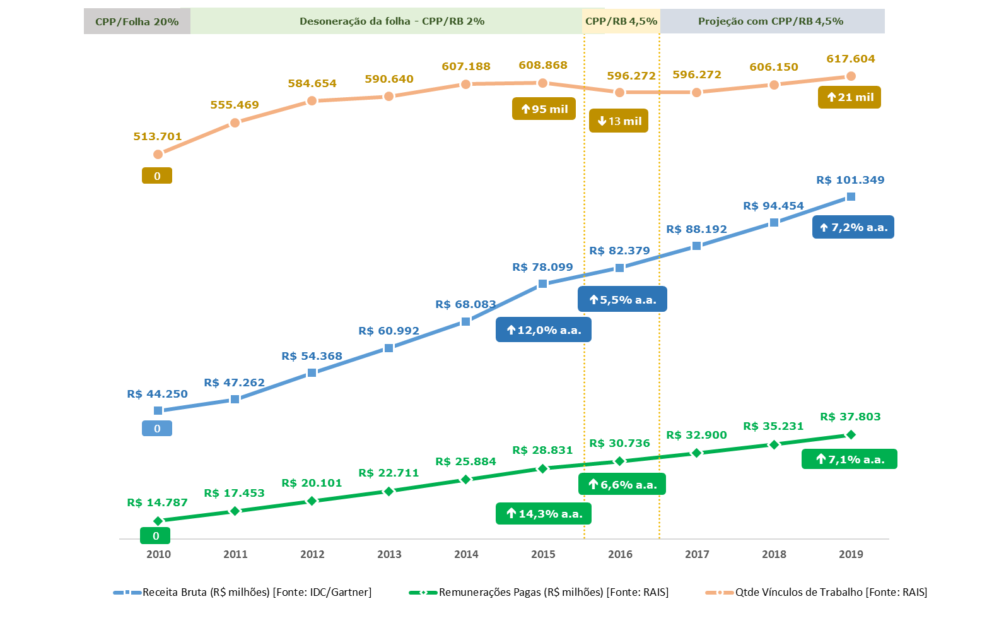 CPP/Folha 20%
Desoneração da folha - CPP/RB 2%
CPP/RB 4,5%
Projeção com CPP/RB 4,5%
513.701
555.469
584.654
590.640
607.188
608.868
596.272
596.272
606.150
617.604
0
↑95 mil
↓13 mil
↑21 mil
R$ 44.250
R$ 47.262
R$ 54.368
R$ 60.992
R$ 68.083
R$ 78.099
R$ 82.379
R$ 88.192
R$ 94.454
R$ 101.349
0
↑12,0% a.a.
↑5,5% a.a.
↑ 7,2% a.a.
R$ 14.787
R$ 17.453
R$ 20.101
R$ 22.711
R$ 25.884
R$ 28.831
R$ 30.736
R$ 32.900
R$ 35.231
R$ 37.803
0
↑14,3% a.a.
↑6,6% a.a.
↑7,1% a.a.
2010 2011 2012 2013 2014 2015 2016 2017 2018 2019
Receita Bruta (R$ milhões) [Fonte: IDC/Gartner]
Remunerações Pagas (R$ milhões) [Fonte: RAIS]
Qtde Vínculos de Trabalho [Fonte: RAIS]